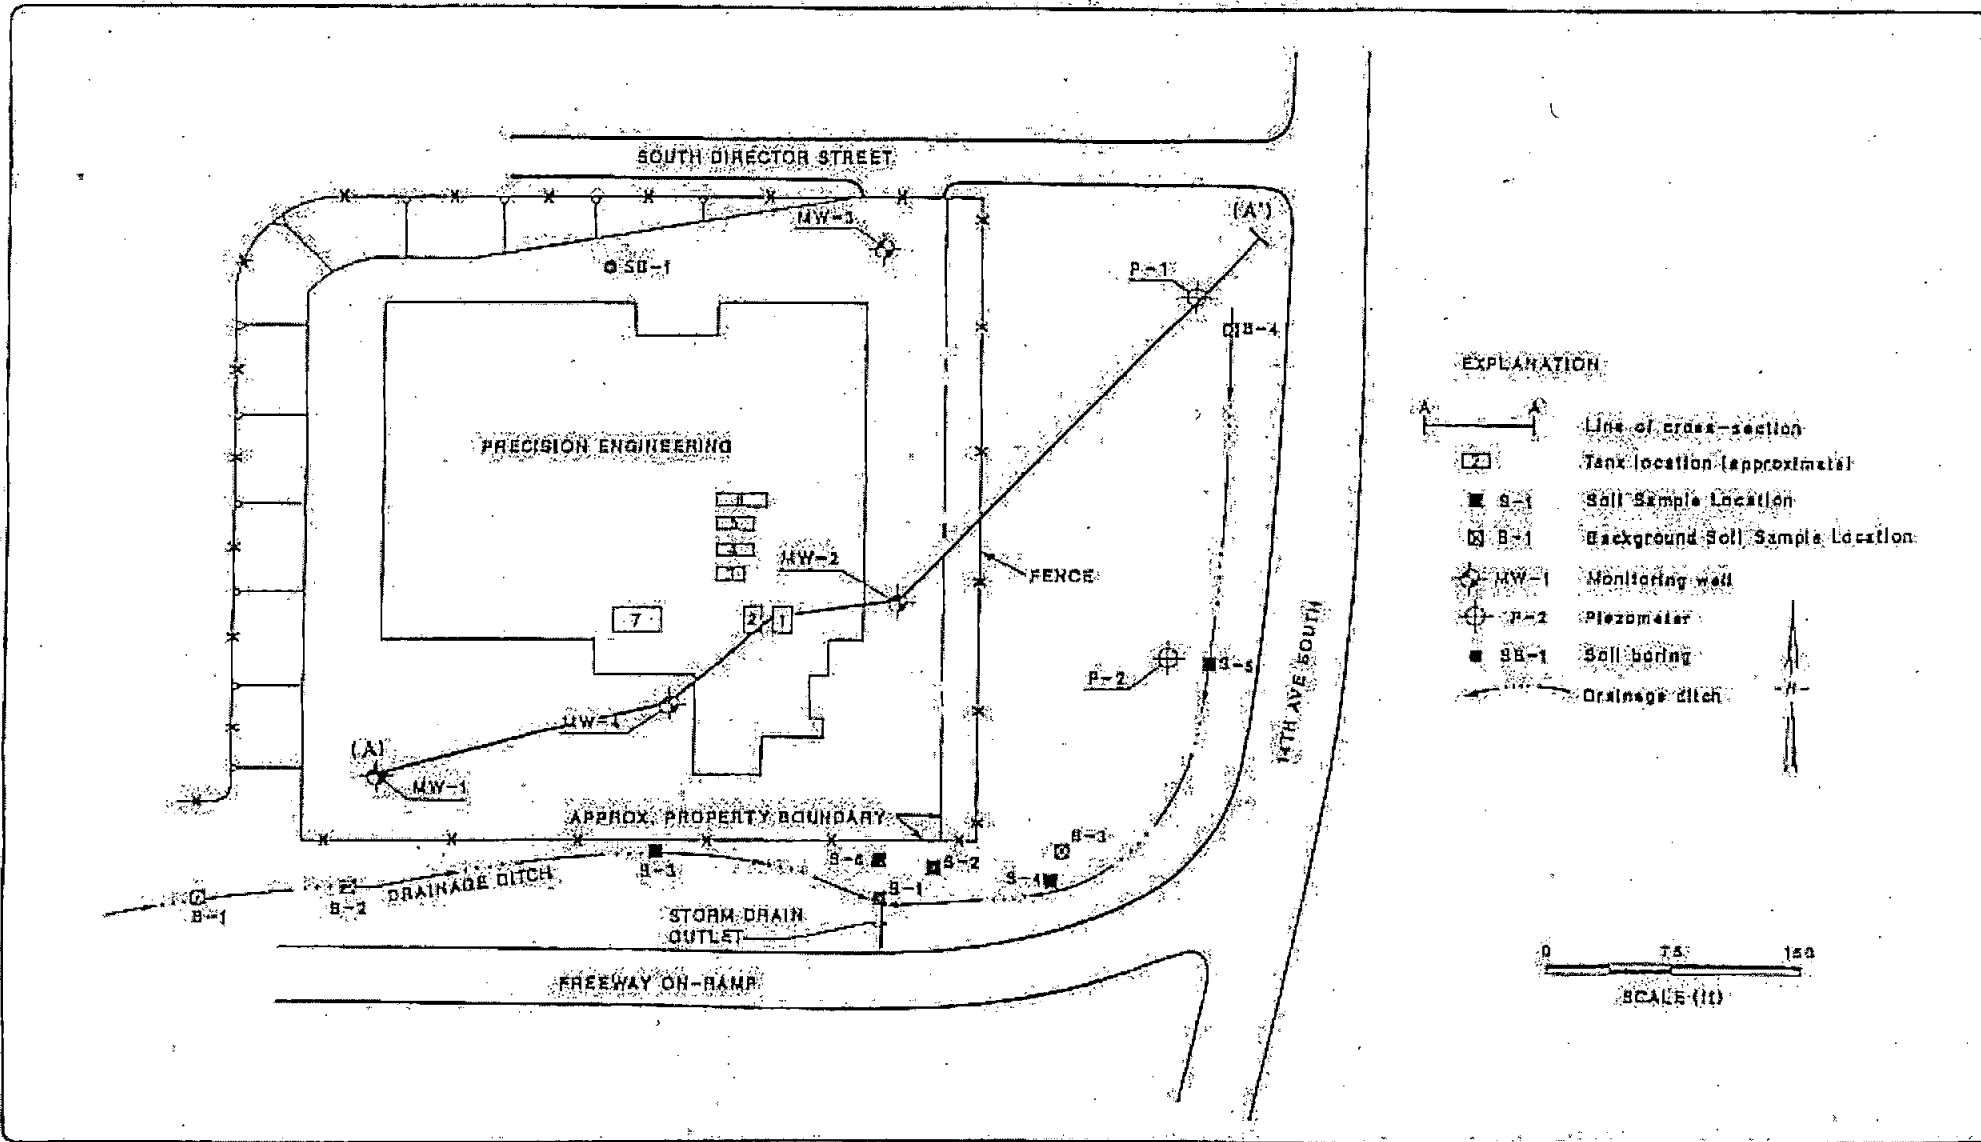 SOUTH DIRECTOR STREET
MW-3
(A')
SB-1
P-1
B-4
EXPLANATION
A A'
Line of cross-section
PRECISION ENGINEERING
2 Tank location (approximate)
S-1 Soil Sample Location
B-1 Background Soil Sample Location
MW-2
FENCE
MW-1 Monitoring well
7
2
1
P-2 Piezometer
SB-1 Soil boring
P-2
S-5
14TH AVE SOUTH
Drainage ditch
-N-
MW-4
(A)
MW-1
APPROX. PROPERTY BOUNDARY
B-3
S-6
S-2
S-3
S-4
DRAINAGE DITCH
S-1
B-1
B-2
STORM DRAIN
OUTLET
FREEWAY ON-RAMP
0 75 150
SCALE (ft)